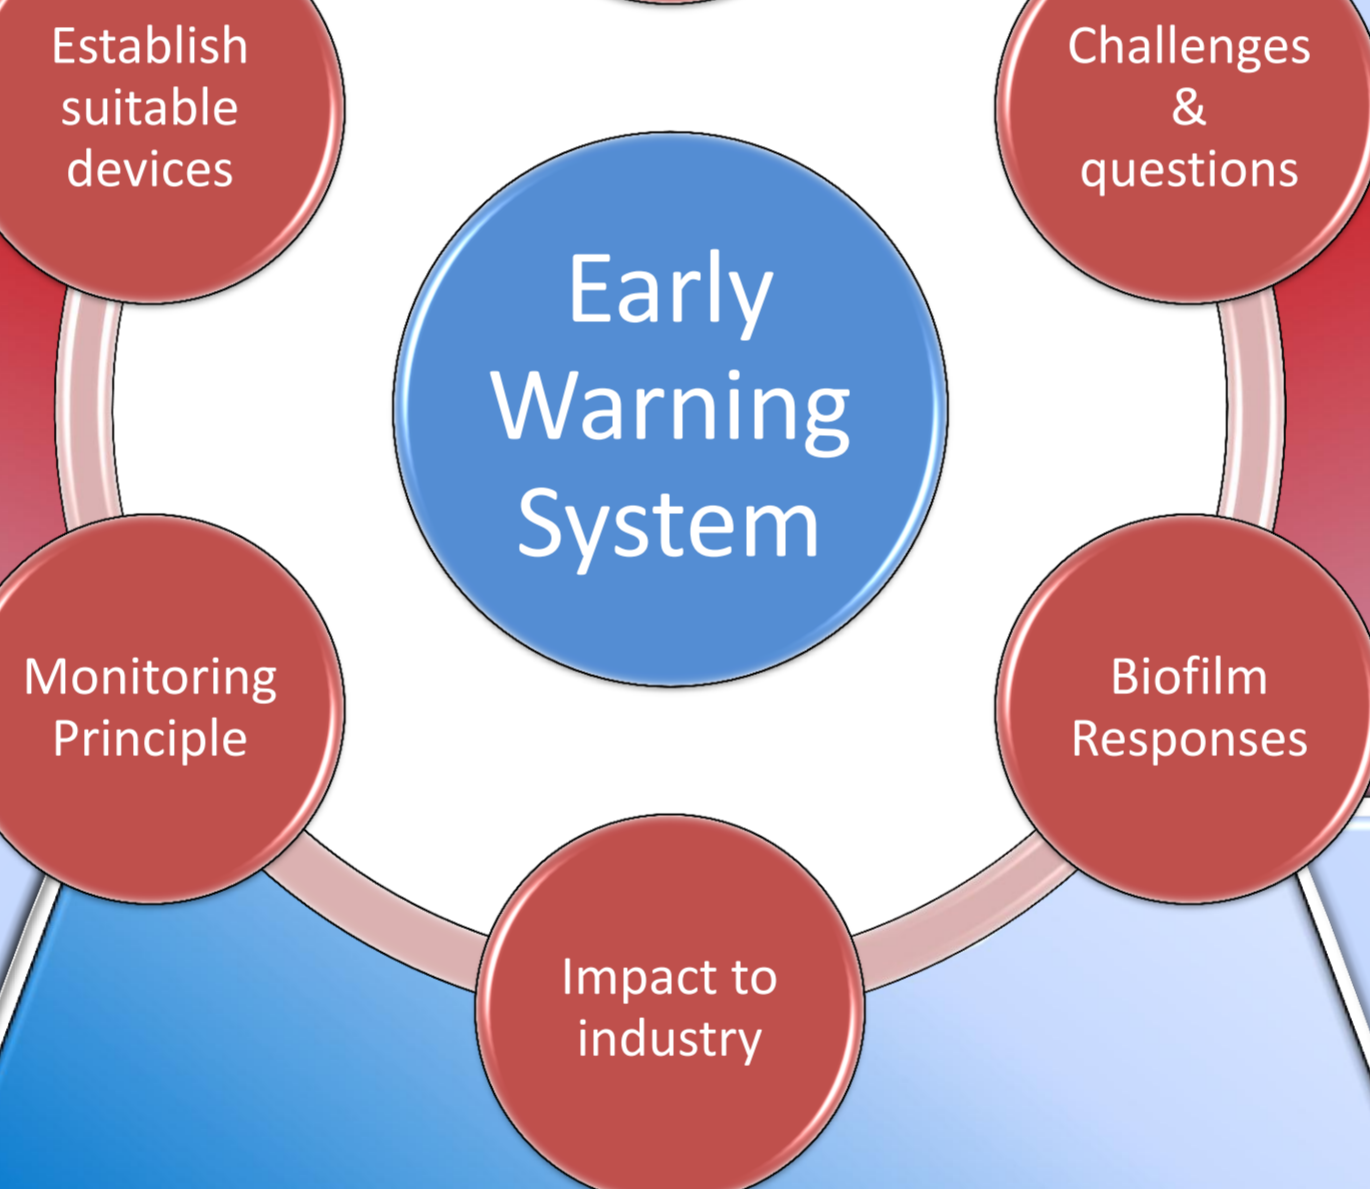 Establish
suitable
devices
Challenges
&
questions
Early
Warning
System
Monitoring
Principle
Biofilm
Responses
Impact to
industry